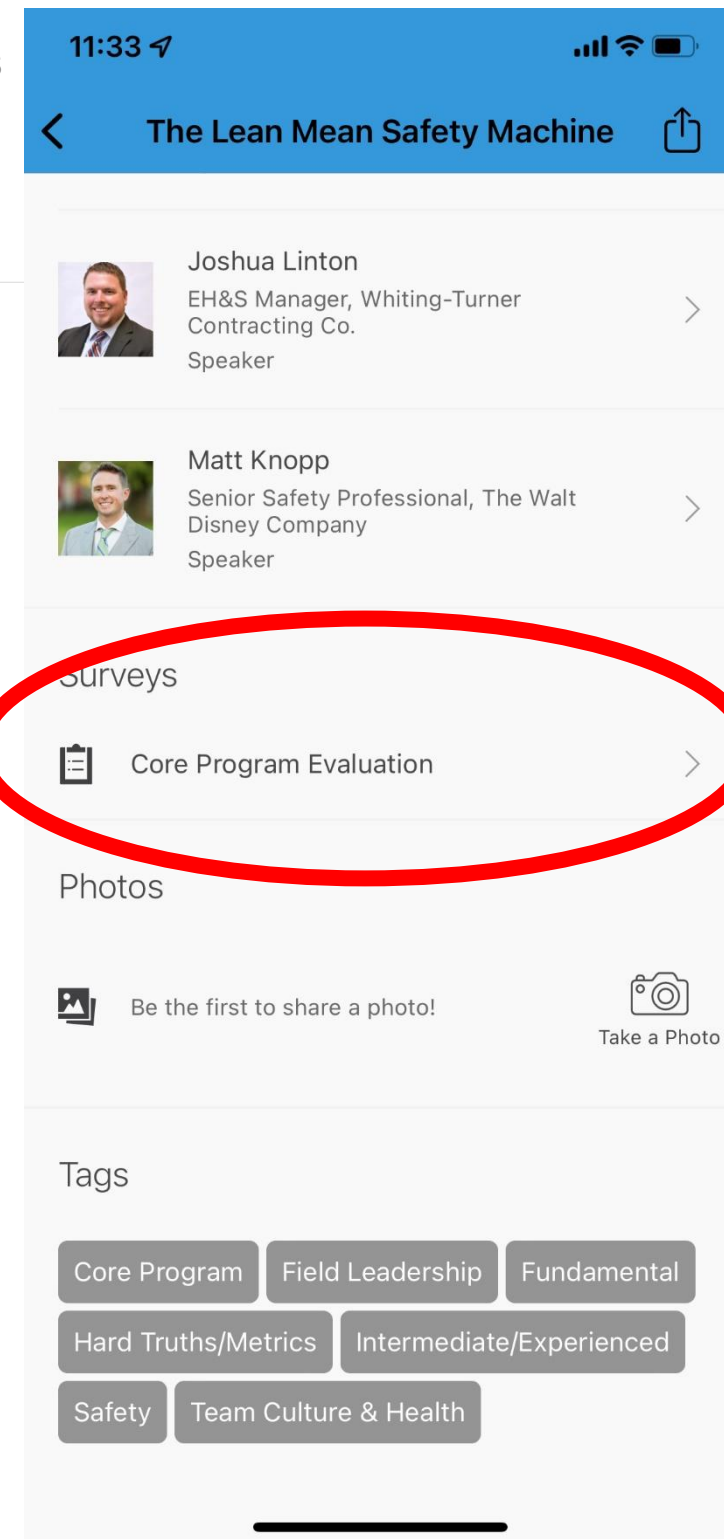 11:33
The Lean Mean Safety Machine
Joshua Linton
EH&S Manager, Whiting-Turner
Contracting Co.
Speaker
Matt Knopp
Senior Safety Professional, The Walt
Disney Company
Speaker
Surveys
Core Program Evaluation
Photos
Be the first to share a photo!
Take a Photo
Tags
Core Program
Field Leadership
Fundamental
Hard Truths/Metrics
Intermediate/Experienced
Safety
Team Culture & Health